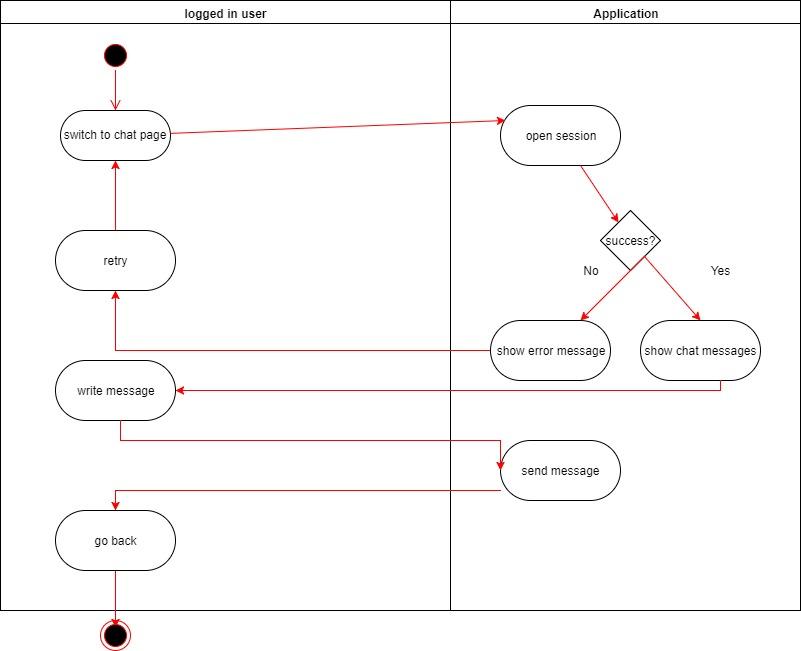 logged in user
Application
switch to chat page
open session
success?
retry
No
Yes
show error message
show chat messages
write message
send message
go back